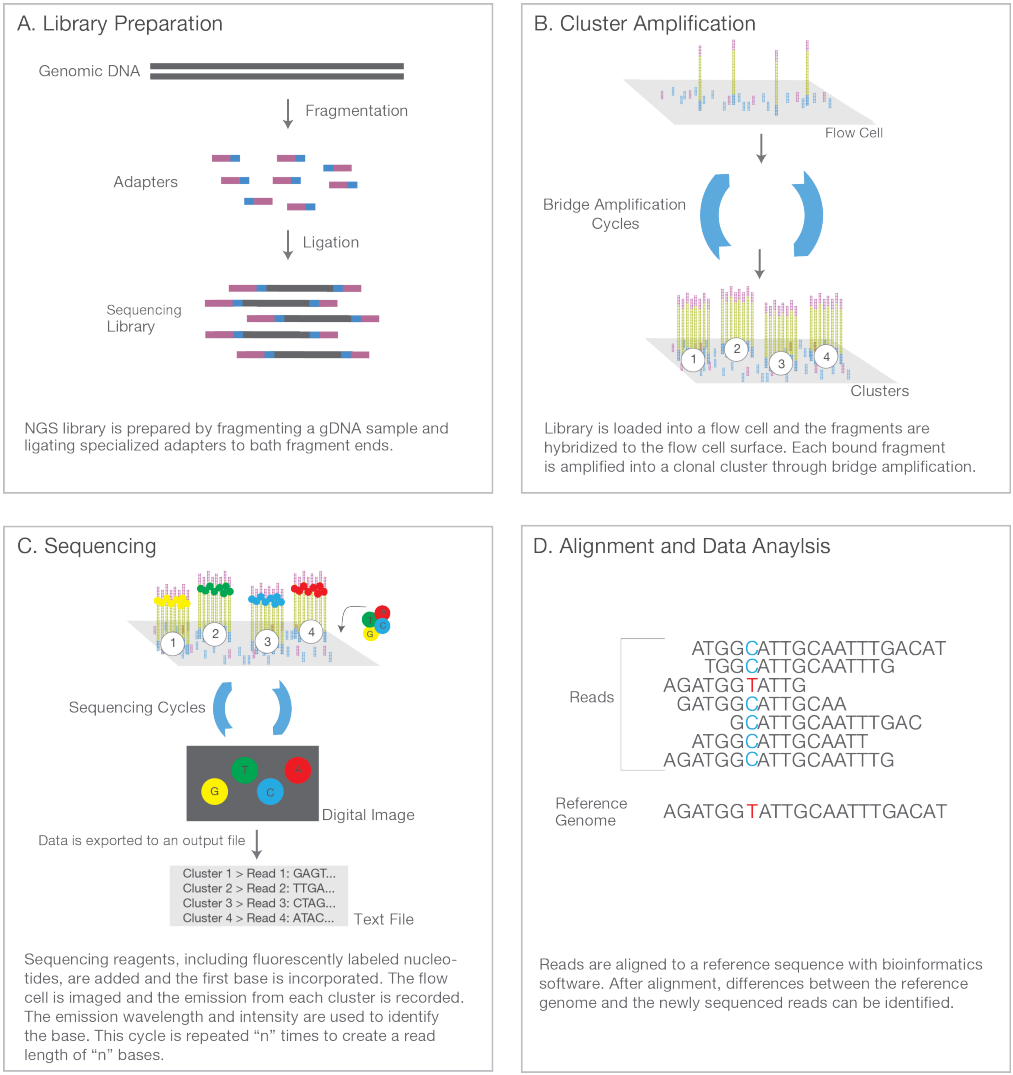 A. Library Preparation
Genomic DNA
Fragmentation
Adapters
Ligation
Sequencing
Library
NGS library is prepared by fragmenting a gDNA sample and
ligating specialized adapters to both fragment ends.
B. Cluster Amplification
Flow Cell
Bridge Amplification
Cycles
1
2
3
4
Clusters
Library is loaded into a flow cell and the fragments are
hybridized to the flow cell surface. Each bound fragment
is amplified into a clonal cluster through bridge amplification.
C. Sequencing
1
2
3
4
A
T
C
G
Sequencing Cycles
T
A
G
C
Digital Image
Data is exported to an output file
Cluster 1 > Read 1: GAGT...
Cluster 2 > Read 2: TTGA...
Cluster 3 > Read 3: CTAG...
Cluster 4 > Read 4: ATAC...
Text File
Sequencing reagents, including fluorescently labeled nucleo-
tides, are added and the first base is incorporated. The flow
cell is imaged and the emission from each cluster is recorded.
The emission wavelength and intensity are used to identify
the base. This cycle is repeated “n” times to create a read
length of “n” bases.
D. Alignment and Data Anaylsis
ATGGCATTGCAATTTGACAT
TGGCATTGCAATTTG
AGATGGTATTG
GATGGCATTGCAA
GCATTGCAATTTGAC
ATGGCATTGCAATT
AGATGGCATTGCAATTTG
Reads
Reference
Genome
AGATGGTATTGCAATTTGACAT
Reads are aligned to a reference sequence with bioinformatics
software. After alignment, differences between the reference
genome and the newly sequenced reads can be identified.